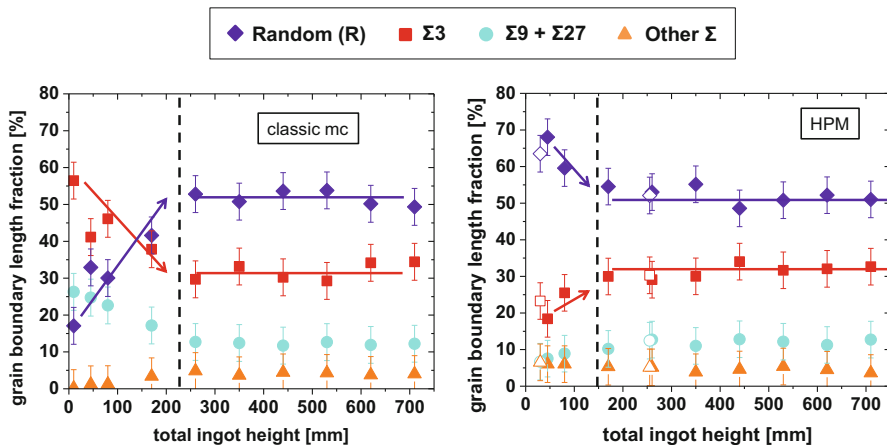 Random (R) Σ3 Σ9 + Σ27 Other Σ
grain boundary length fraction [%]
80
70
60
50
40
30
20
10
0
classic mc
0 100 200 300 400 500 600 700
total ingot height [mm]
grain boundary length fraction [%]
80
70
60
50
40
30
20
10
0
HPM
0 100 200 300 400 500 600 700
total ingot height [mm]